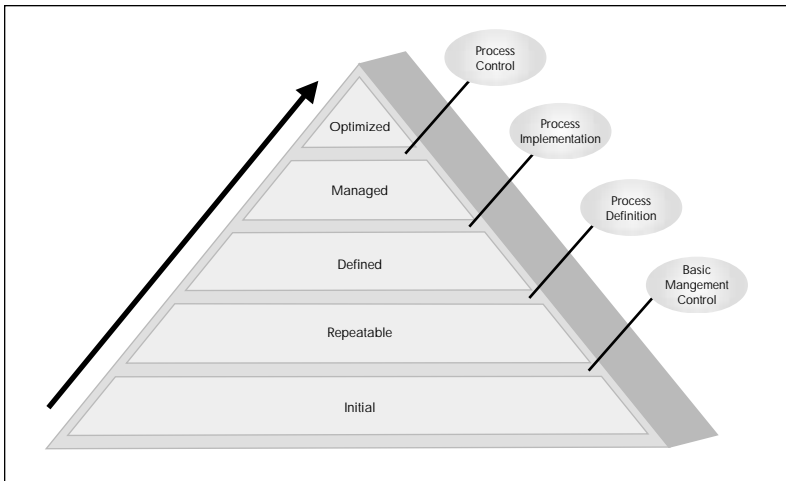 Process
Control
Optimized
Process
Implementation
Managed
Process
Definition
Defined
Basic
Mangement
Control
Repeatable
Initial